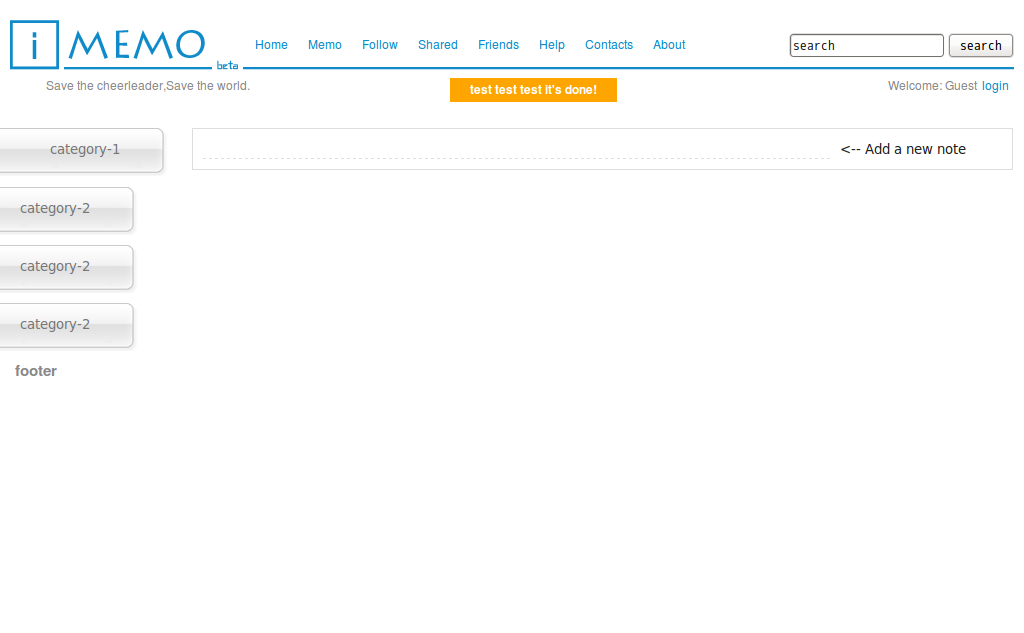 i MEMO beta
Home Memo Follow Shared Friends Help Contacts About
search search
Save the cheerleader,Save the world.
test test test it's done!
Welcome: Guest login
category-1
<-- Add a new note
category-2
category-2
category-2
footer